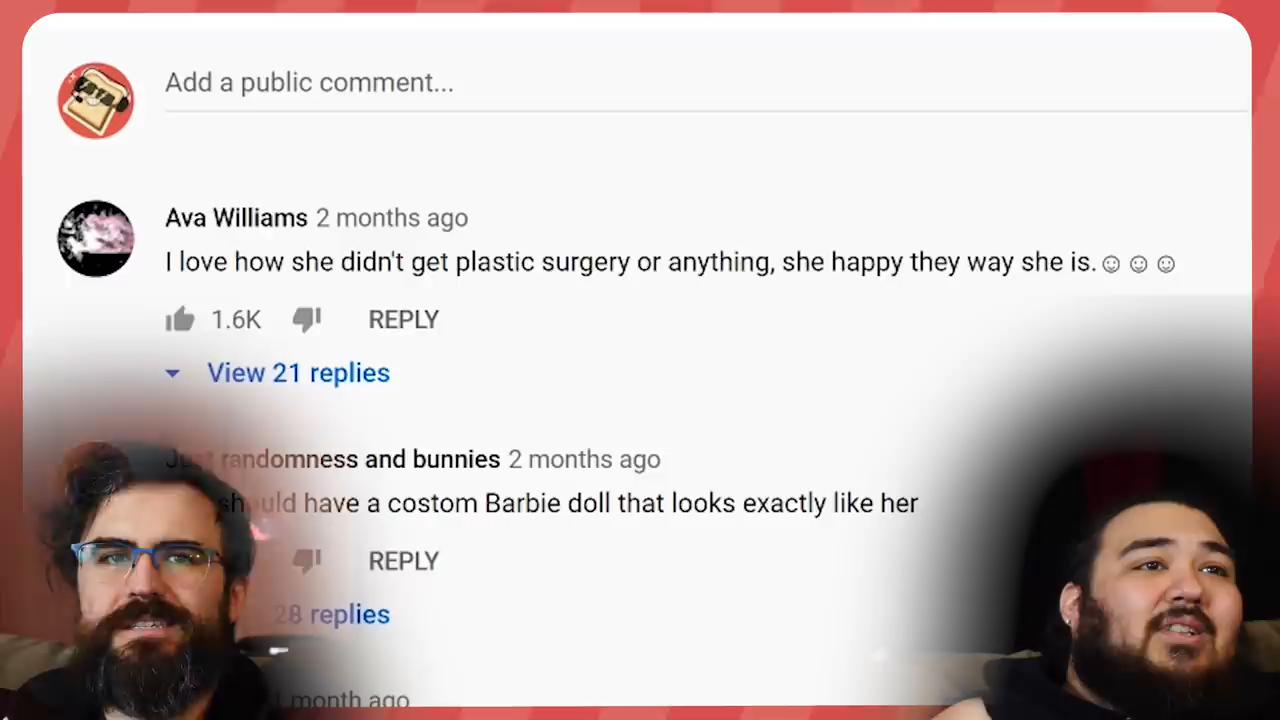 Add a public comment...
Ava Williams 2 months ago
I love how she didn't get plastic surgery or anything, she happy they way she is.☺☺☺
1.6K REPLY
View 21 replies
Just randomness and bunnies 2 months ago
should have a costom Barbie doll that looks exactly like her
REPLY
28 replies
month ago